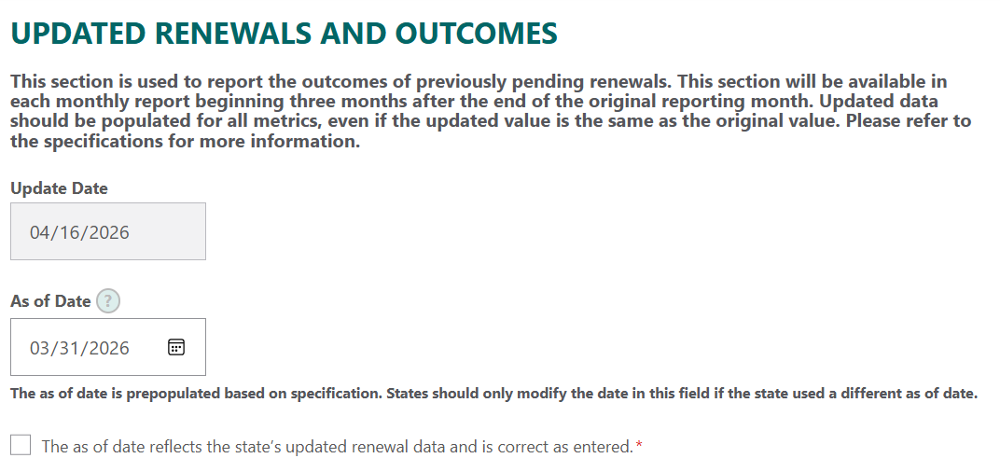 UPDATED RENEWALS AND OUTCOMES
This section is used to report the outcomes of previously pending renewals. This section will be available in
each monthly report beginning three months after the end of the original reporting month. Updated data
should be populated for all metrics, even if the updated value is the same as the original value. Please refer to
the specifications for more information.
Update Date
04/16/2026
As of Date ?
03/31/2026
The as of date is prepopulated based on specification. States should only modify the date in this field if the state used a different as of date.
The as of date reflects the state’s updated renewal data and is correct as entered.*